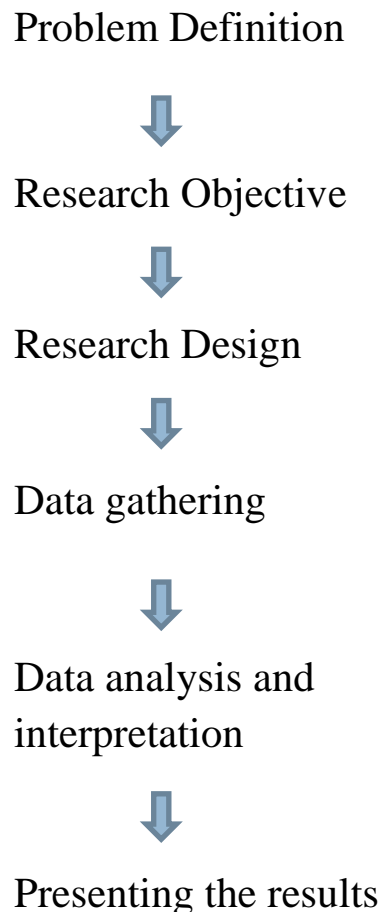 Problem Definition
Research Objective
Research Design
Data gathering
Data analysis and
interpretation
Presenting the results